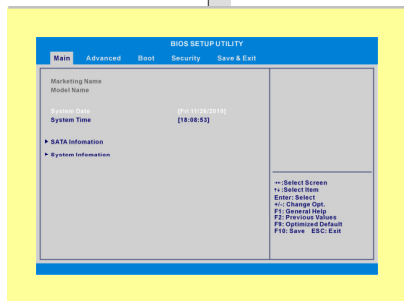 BIOS SETUP UTILITY
Main Advanced Boot Security Save & Exit
Marketing Name
Model Name
System Date [Fri 11/26/2010]
System Time [18:08:53]
SATA Infomation
System Infomation
↔:Select Screen
↑↓:Select Item
Enter: Select
+/-: Change Opt.
F1: General Help
F2: Previous Values
F9: Optimized Default
F10: Save ESC: Exit